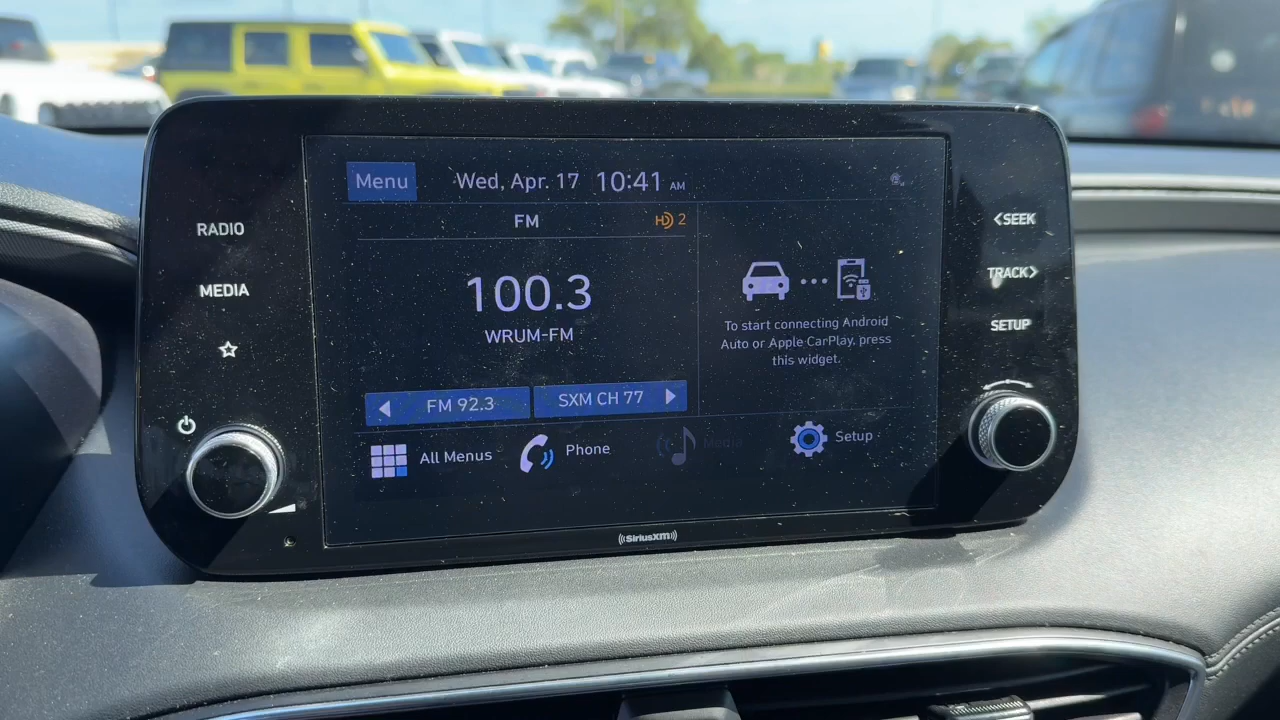 Menu
Wed, Apr. 17 10:41 AM
FM
HD 2
100.3
WRUM-FM
FM 92.3
SXM CH 77
To start connecting Android
Auto or Apple CarPlay, press
this widget.
All Menus
Phone
Media
Setup
RADIO
MEDIA
SEEK
TRACK
SETUP
SiriusXM